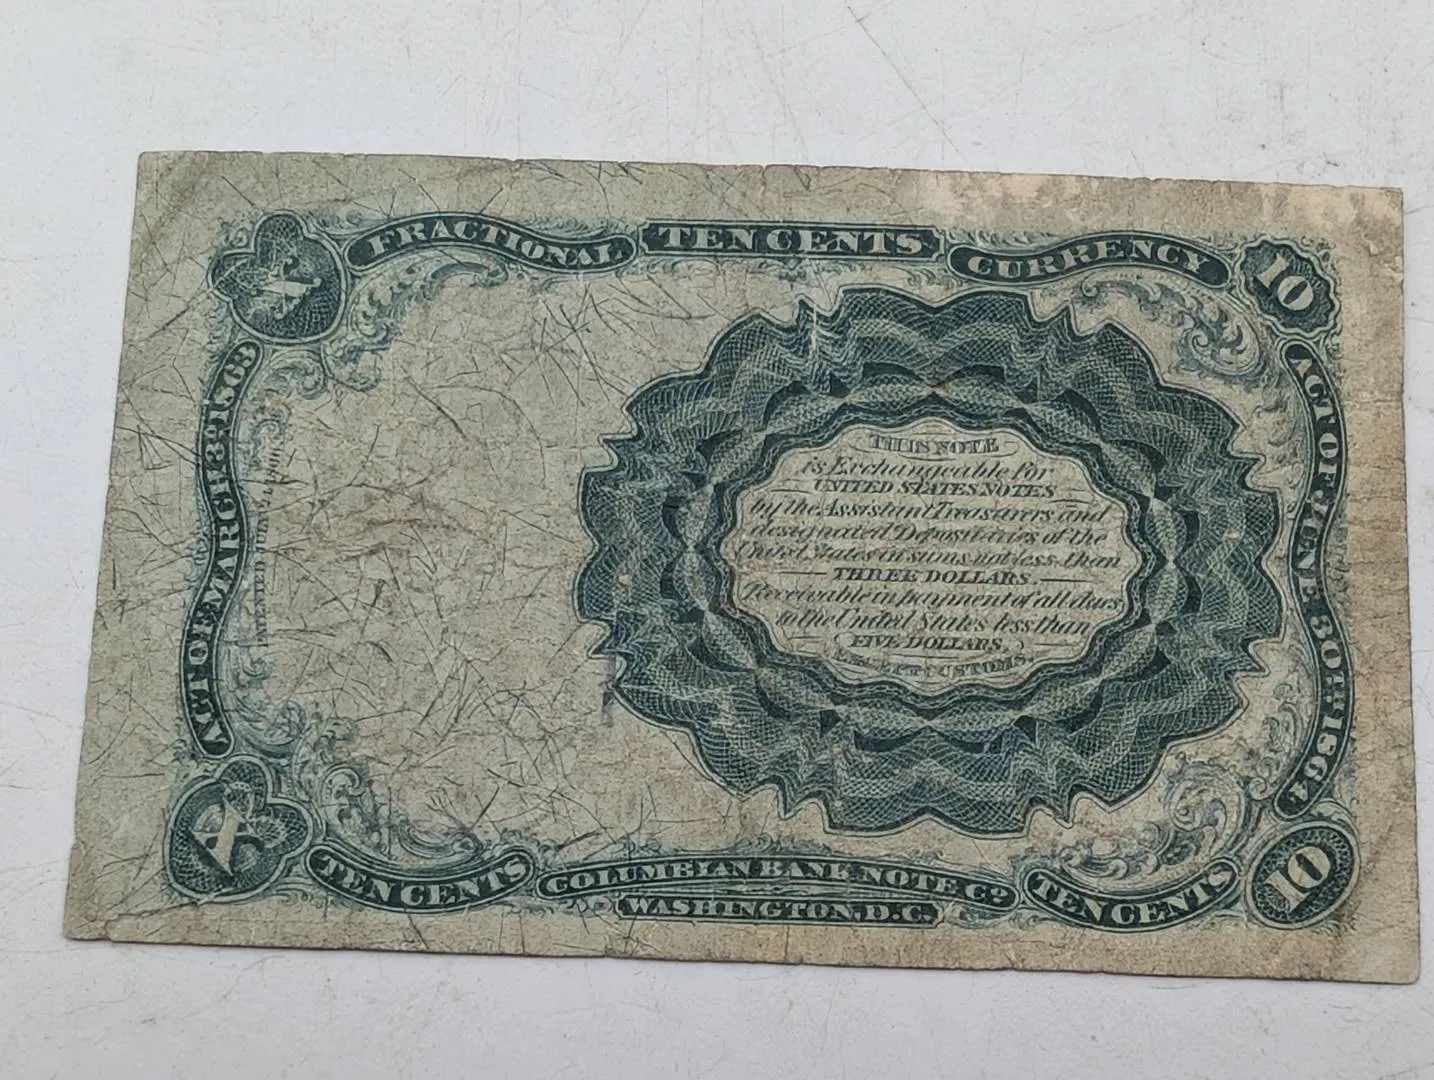 FRACTIONAL TEN CENTS CURRENCY
X
10
ACT OF MARCH 3RD 1863
ACT OF JUNE 30TH 1864
THIS NOTE
is Exchangeable for
UNITED STATES NOTES
by the Assistant Treasurers and
designated Depositaries of the
United States in sums not less than
THREE DOLLARS.
Receivable in payment of all dues
to the United States less than
FIVE DOLLARS.
EXCEPT CUSTOMS.
X
10
TEN CENTS
COLUMBIAN BANK NOTE Co
TEN CENTS
WASHINGTON, D.C.